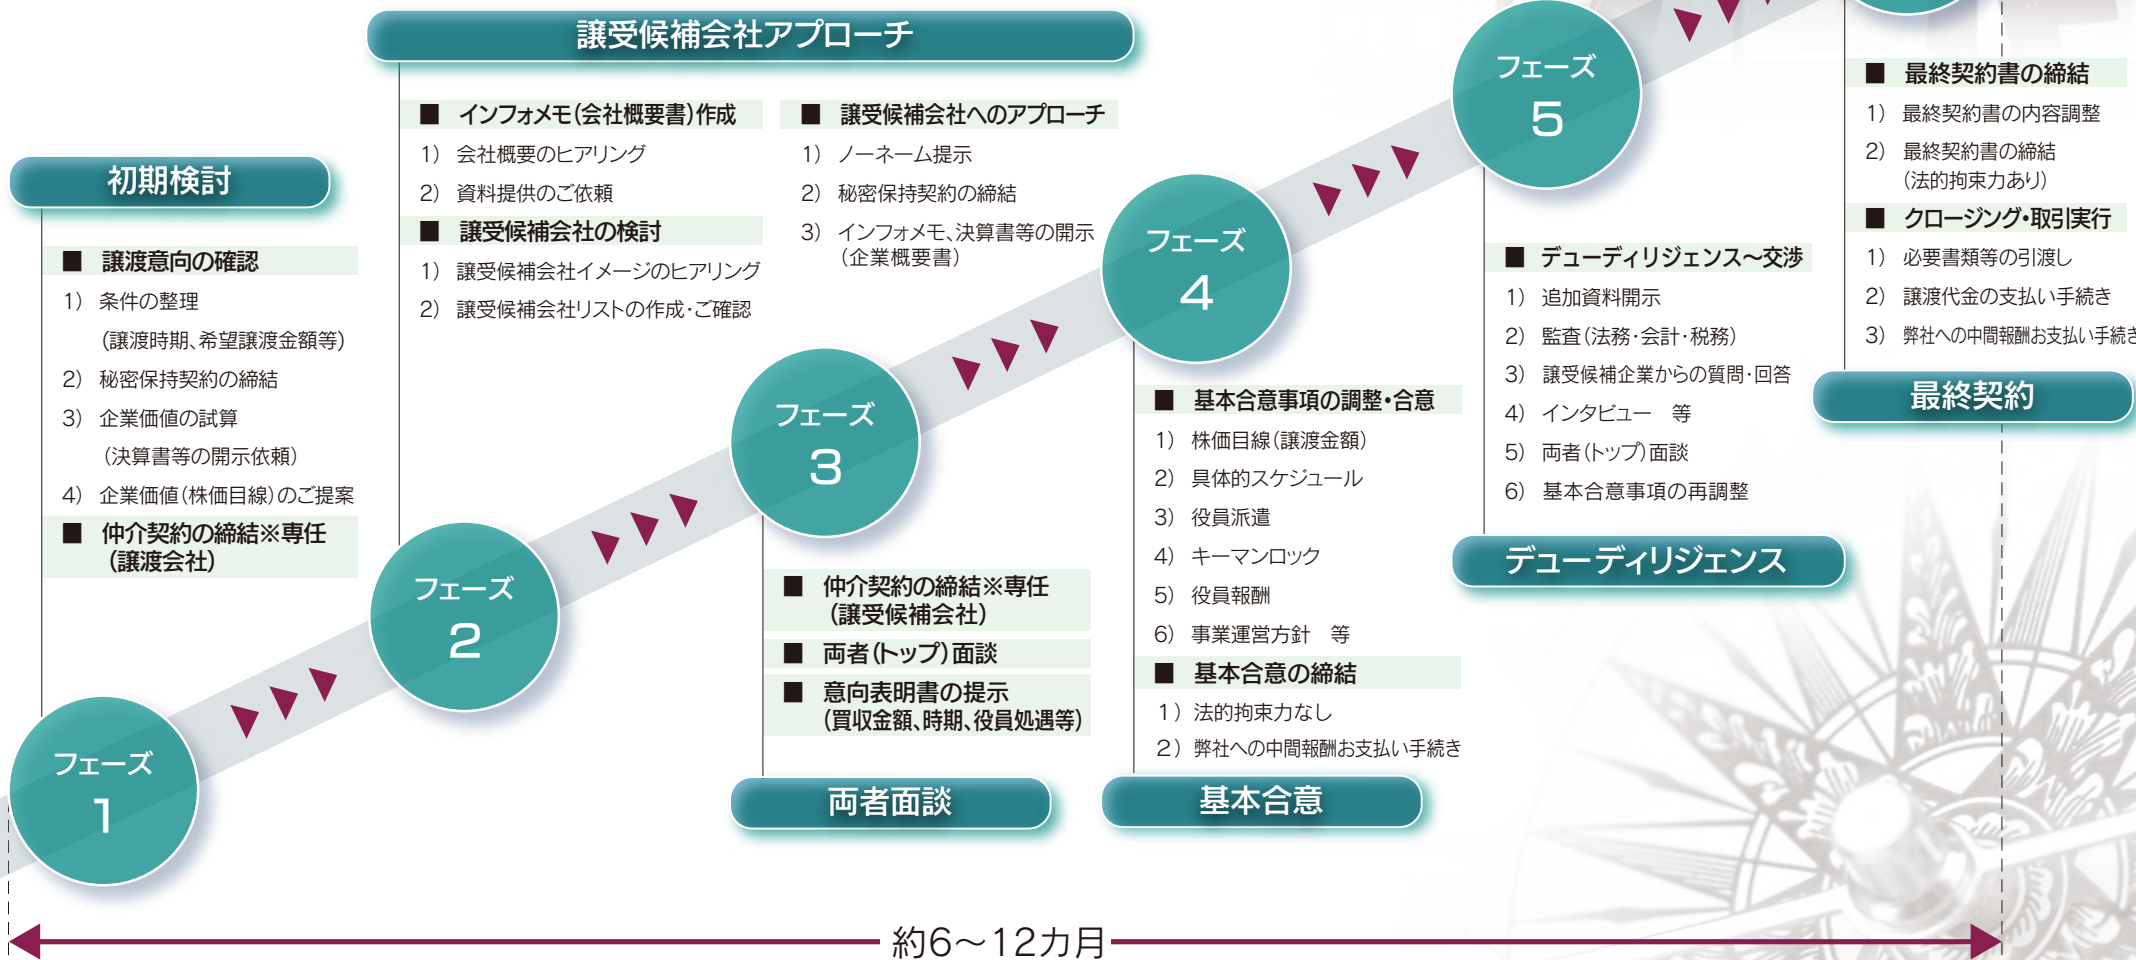 初期検討
■ 譲渡意向の確認
1) 条件の整理
(譲渡時期、希望譲渡金額等)
2) 秘密保持契約の締結
3) 企業価値の試算
(決算書等の開示依頼)
4) 企業価値(株価目線)のご提案
■ 仲介契約の締結※専任
(譲渡会社)
フェーズ
1
譲受候補会社アプローチ
■ インフォメモ(会社概要書)作成
1) 会社概要のヒアリング
2) 資料提供のご依頼
■ 譲受候補会社の検討
1) 譲受候補会社イメージのヒアリング
2) 譲受候補会社リストの作成・ご確認
■ 譲受候補会社へのアプローチ
1) ノーネーム提示
2) 秘密保持契約の締結
3) インフォメモ、決算書等の開示
(企業概要書)
フェーズ
2
フェーズ
3
■ 仲介契約の締結※専任
(譲受候補会社)
■ 両者(トップ)面談
■ 意向表明書の提示
(買収金額、時期、役員処遇等)
両者面談
フェーズ
4
■ 基本合意事項の調整・合意
1) 株価目線(譲渡金額)
2) 具体的スケジュール
3) 役員派遣
4) キーマンロック
5) 役員報酬
6) 事業運営方針 等
■ 基本合意の締結
1) 法的拘束力なし
2) 弊社への中間報酬お支払い手続き
基本合意
フェーズ
5
■ デューディリジェンス〜交渉
1) 追加資料開示
2) 監査(法務・会計・税務)
3) 譲受候補企業からの質問・回答
4) インタビュー 等
5) 両者(トップ)面談
6) 基本合意事項の再調整
デューディリジェンス
■ 最終契約書の締結
1) 最終契約書の内容調整
2) 最終契約書の締結
(法的拘束力あり)
■ クロージング・取引実行
1) 必要書類等の引渡し
2) 譲渡代金の支払い手続き
3) 弊社への中間報酬お支払い手続き
最終契約
約6〜12カ月